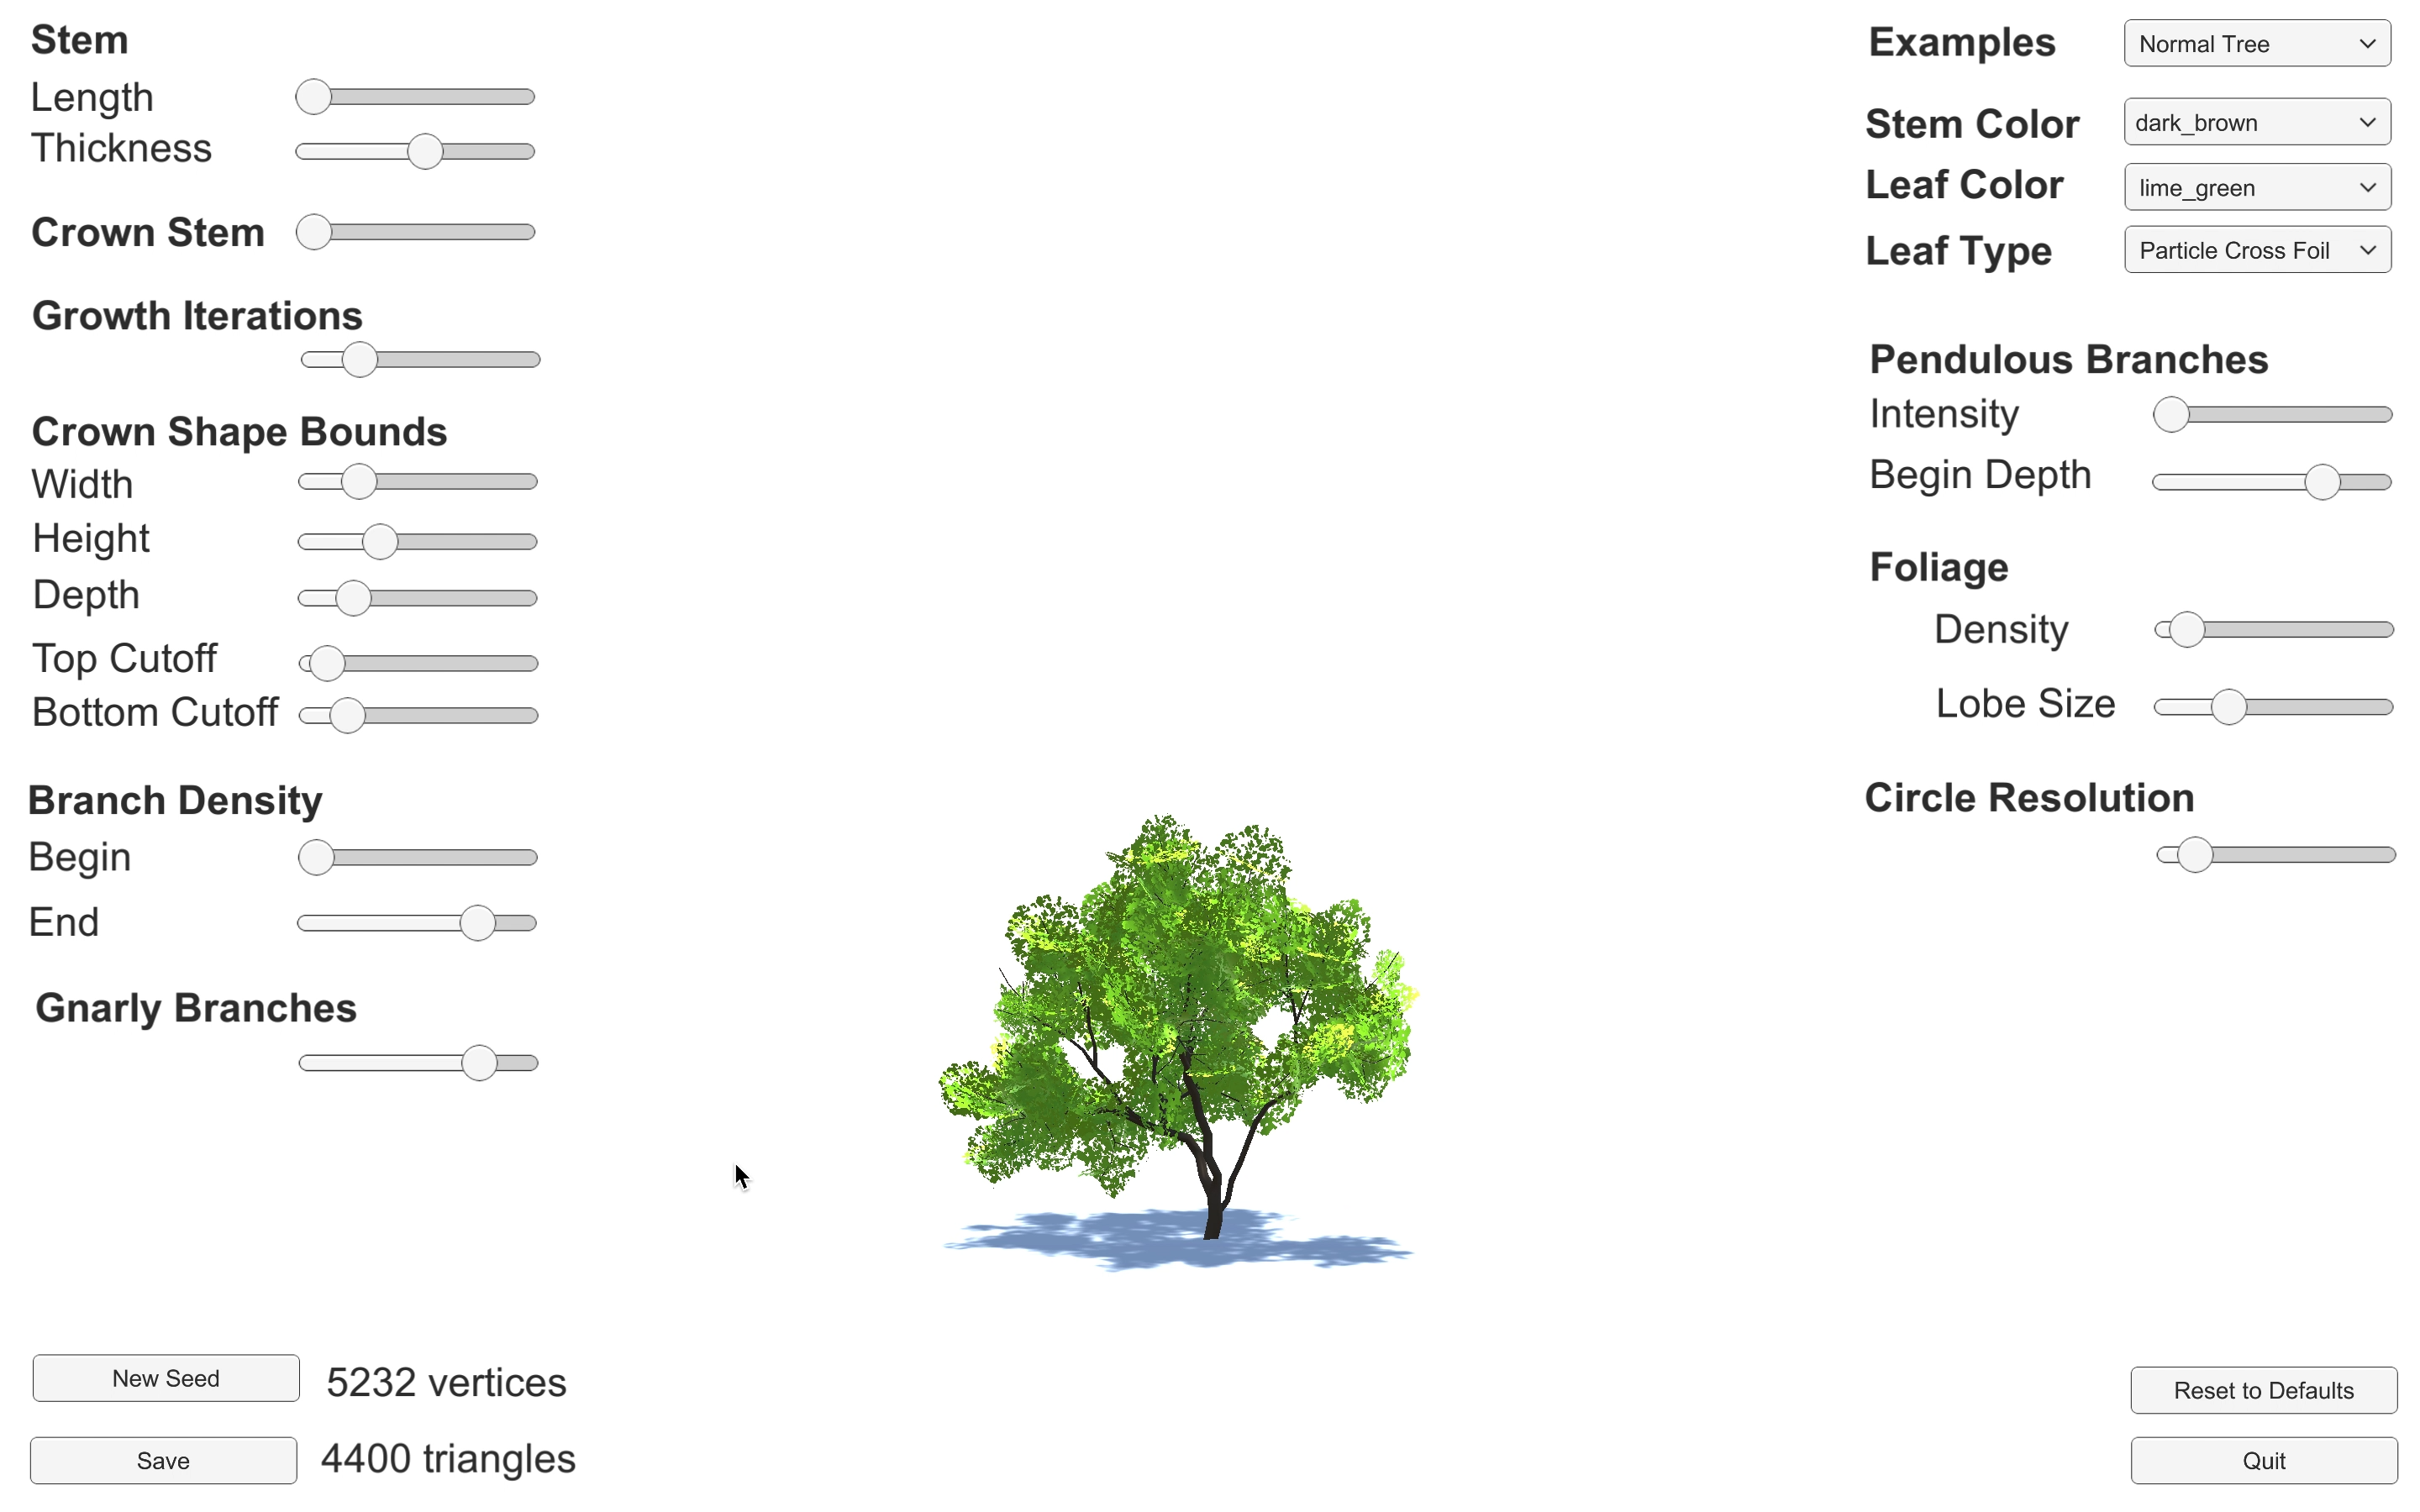 Stem
Length
Thickness
Crown Stem
Growth Iterations
Crown Shape Bounds
Width
Height
Depth
Top Cutoff
Bottom Cutoff
Branch Density
Begin
End
Gnarly Branches
New Seed
5232 vertices
Save
4400 triangles
Examples
Normal Tree
Stem Color
dark_brown
Leaf Color
lime_green
Leaf Type
Particle Cross Foil
Pendulous Branches
Intensity
Begin Depth
Foliage
Density
Lobe Size
Circle Resolution
Reset to Defaults
Quit